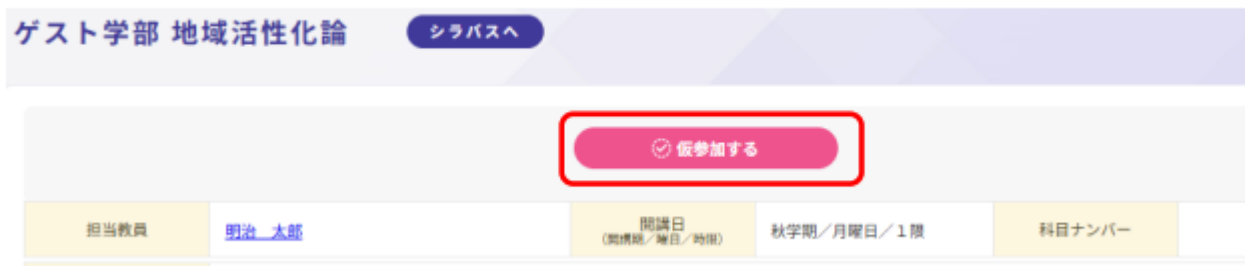 ゲスト学部 地域活性化論
シラバスへ
仮参加する
担当教員
明治 太郎
開講日
(開講期/曜日/時限)
秋学期/月曜日/1限
科目ナンバー